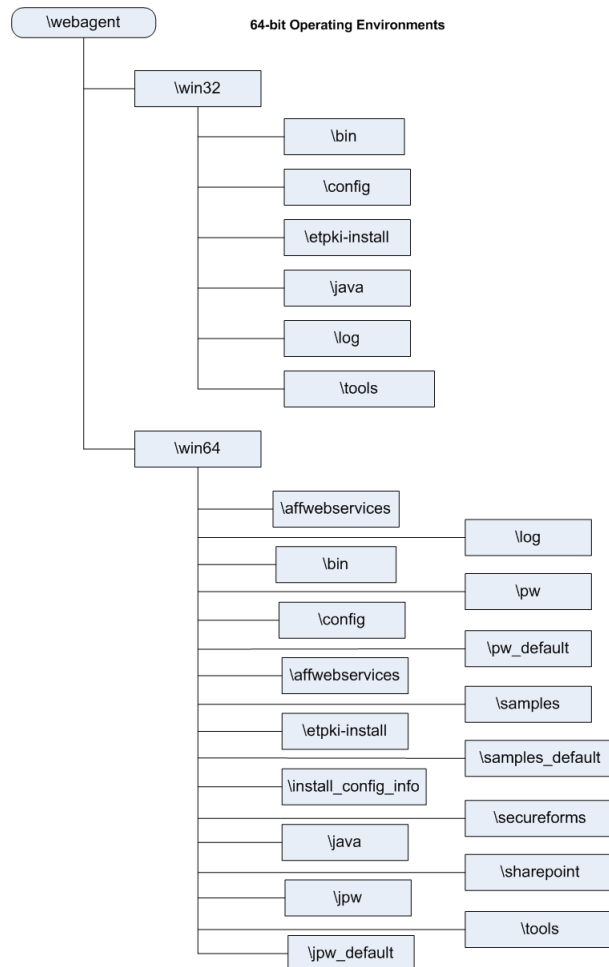 \webagent
64-bit Operating Environments
\win32
\bin
\config
\etpki-install
\java
\log
\tools
\win64
\affwebservices
\log
\bin
\pw
\config
\pw_default
\affwebservices
\samples
\etpki-install
\samples_default
\install_config_info
\secureforms
\java
\sharepoint
\jpw
\tools
\jpw_default